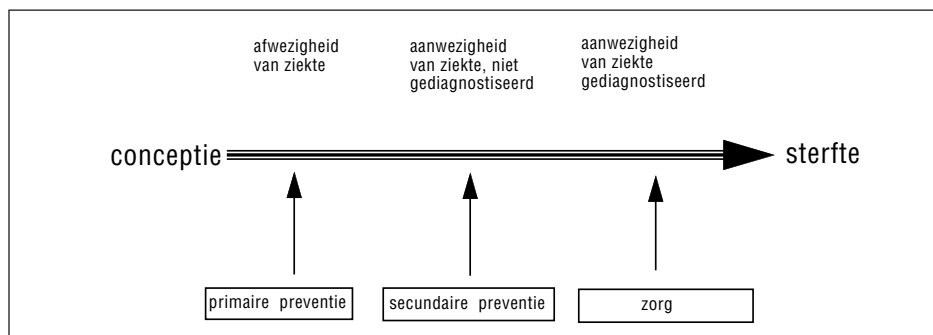 afwezigheid
van ziekte
aanwezigheid
van ziekte, niet
gediagnostiseerd
aanwezigheid
van ziekte
gediagnostiseerd
conceptie
sterfte
primaire preventie
secundaire preventie
zorg